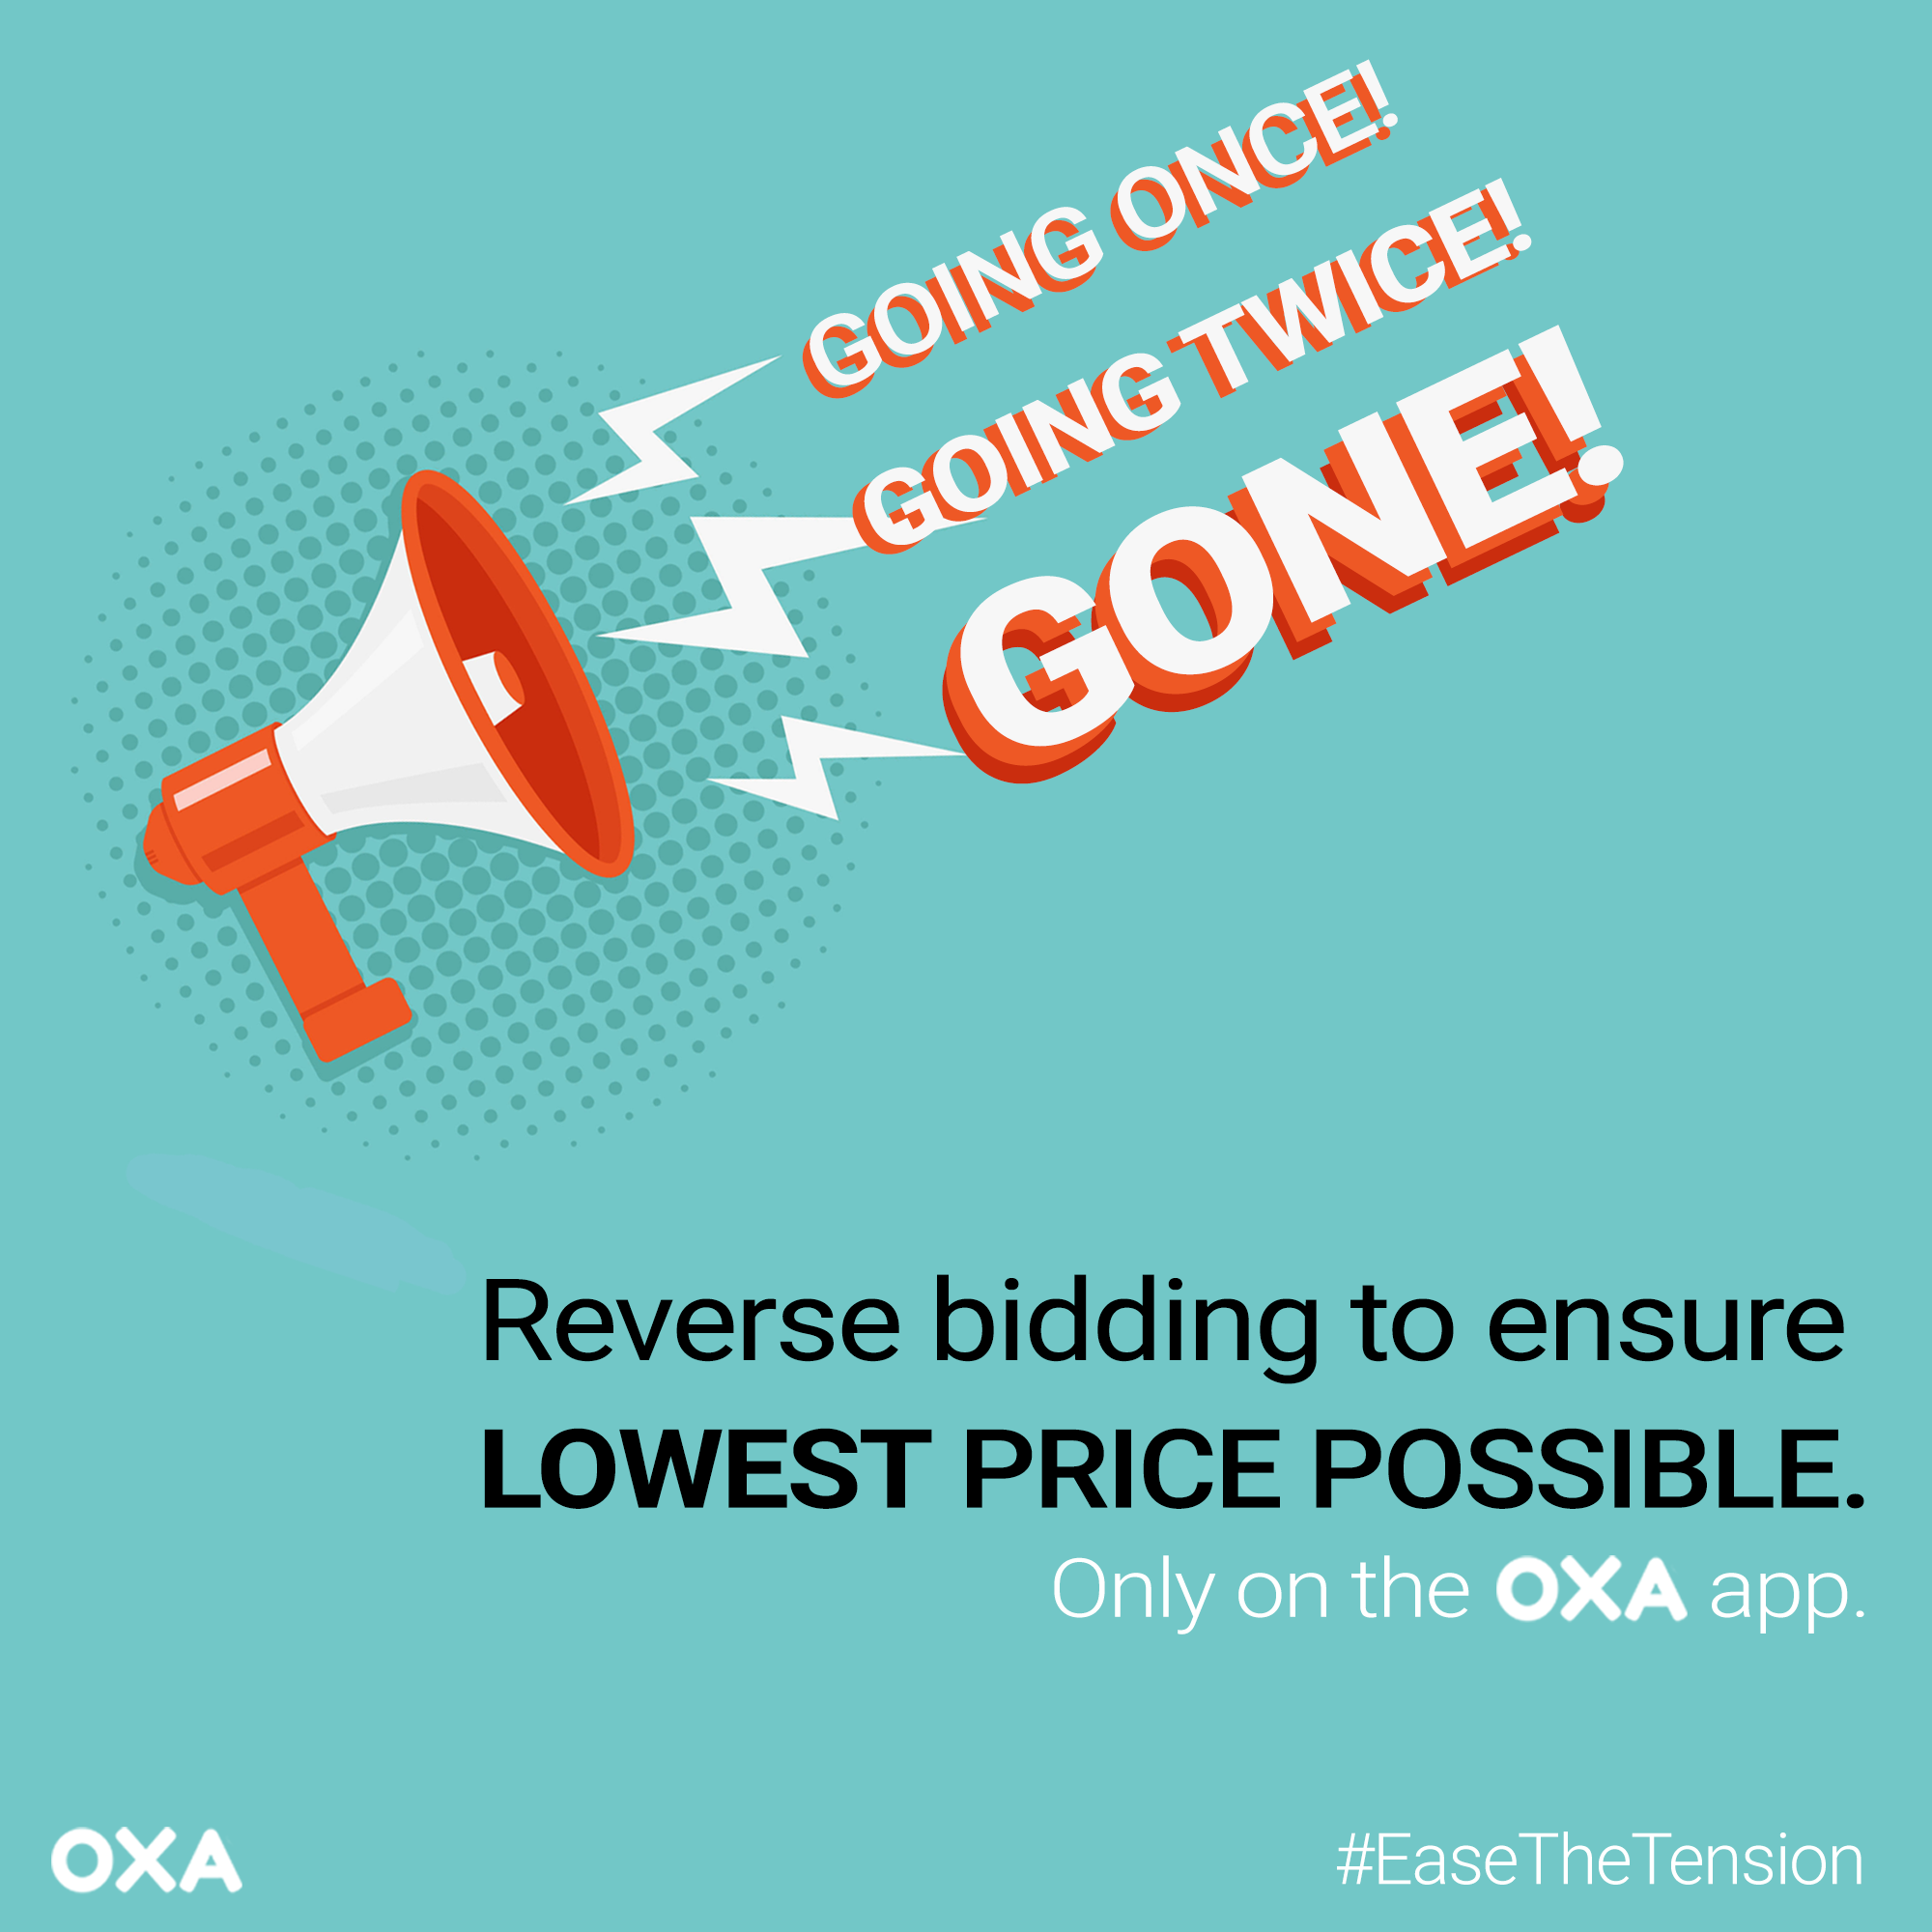 GOING ONCE!
GOING TWICE!
GONE!
Reverse bidding to ensure
LOWEST PRICE POSSIBLE.
Only on the OXA app.
OXA
#EaseTheTension